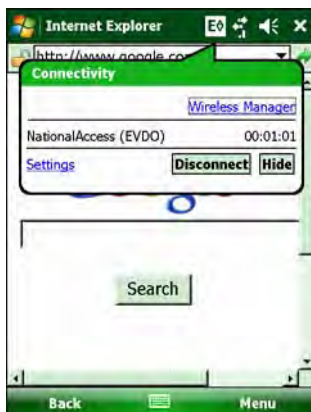 Internet Explorer
http://www.google.co
Connectivity
Wireless Manager
NationalAccess (EVDO) 00:01:01
Settings Disconnect Hide
Search
Back Menu